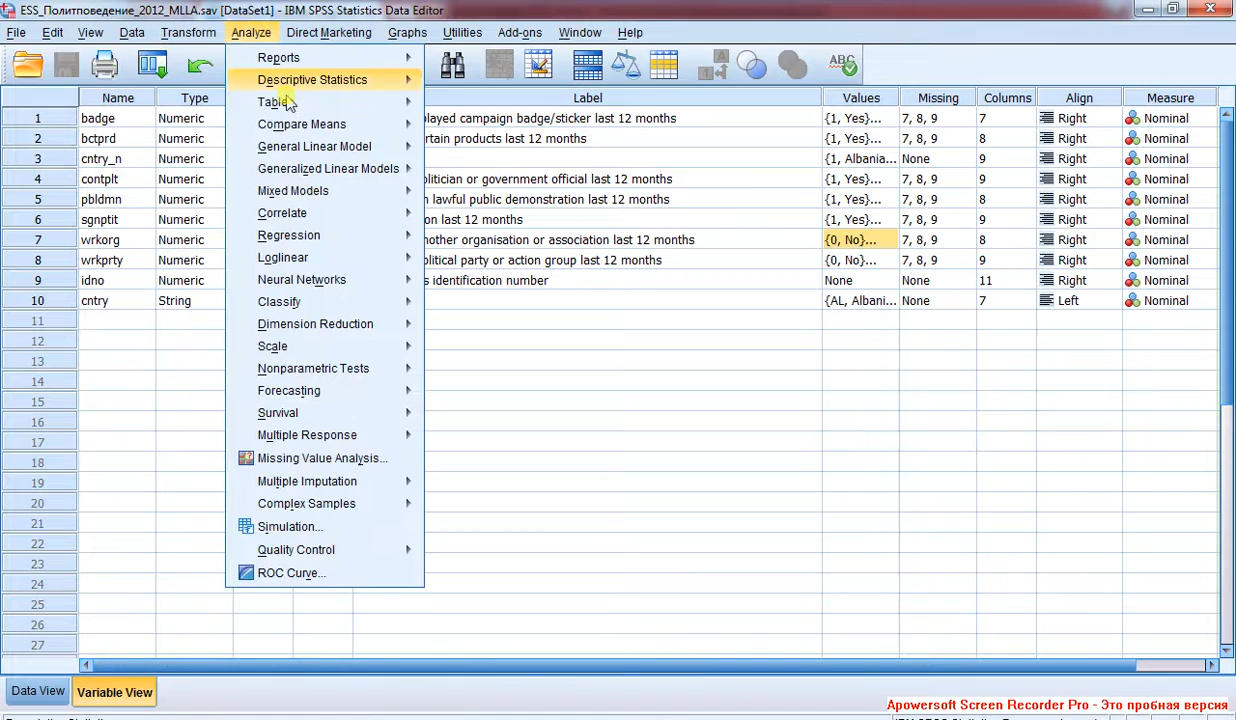 ESS_Политповедение_2012_MLLA.sav [DataSet1] - IBM SPSS Statistics Data Editor
File Edit View Data Transform Analyze Direct Marketing Graphs Utilities Add-ons Window Help
ABC
Reports
Descriptive Statistics
Compare Means
General Linear Model
Generalized Linear Models
Mixed Models
Correlate
Regression
Loglinear
Neural Networks
Classify
Dimension Reduction
Scale
Nonparametric Tests
Forecasting
Survival
Multiple Response
Missing Value Analysis...
Multiple Imputation
Complex Samples
Simulation...
Quality Control
ROC Curve...
Name Type Label Values Missing Columns Align Measure
1 badge Numeric played campaign badge/sticker last 12 months {1, Yes}... 7, 8, 9 7 Right Nominal
2 bctprd Numeric rtain products last 12 months {1, Yes}... 7, 8, 9 9 Right Nominal
3 cntry_n Numeric {1, Albania... None 9 Right Nominal
4 contplt Numeric olitician or government official last 12 months {1, Yes}... 7, 8, 9 9 Right Nominal
5 pbldmn Numeric n lawful public demonstration last 12 months {1, Yes}... 7, 8, 9 9 Right Nominal
6 sgnptit Numeric on last 12 months {1, Yes}... 7, 8, 9 9 Right Nominal
7 wrkorg Numeric nother organisation or association last 12 months {0, No}... 7, 8, 9 8 Right Nominal
8 wrkprty Numeric olitical party or action group last 12 months {0, No}... 7, 8, 9 9 Right Nominal
9 idno Numeric s identification number None None 11 Right Nominal
10 cntry String {AL, Albani... None 7 Left Nominal
11
12
13
14
15
16
17
18
19
20
21
22
23
24
25
26
27
Data View Variable View
Apowersoft Screen Recorder Pro - Это пробная версия